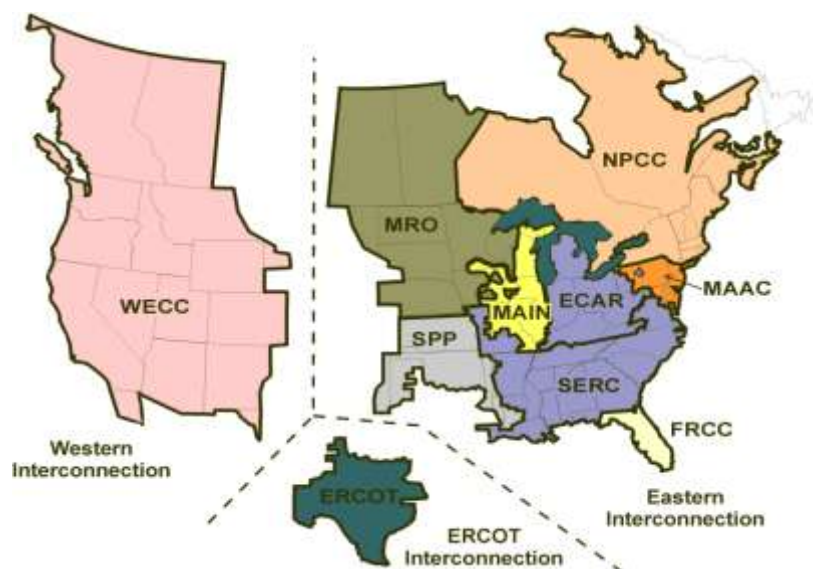 NPCC
MRO
MAAC
WECC
ECAR
MAIN
SPP
SERC
FRCC
Western
Interconnection
ERCOT
Eastern
Interconnection
ERCOT
Interconnection